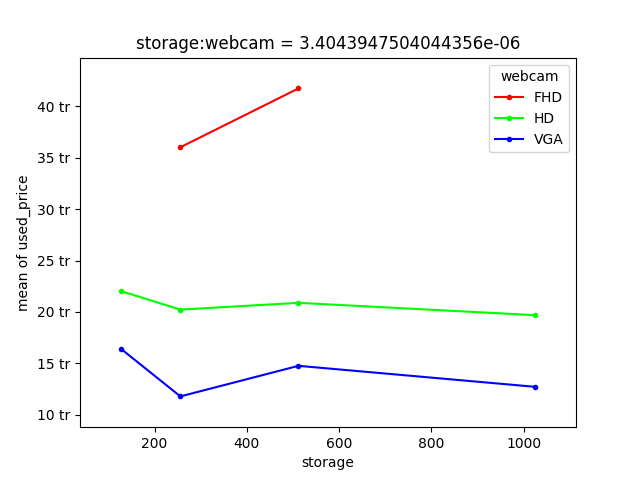 storage:webcam = 3.4043947504044356e-06
webcam
FHD
HD
VGA
mean of used_price
40 tr
35 tr
30 tr
25 tr
20 tr
15 tr
10 tr
200 400 600 800 1000
storage